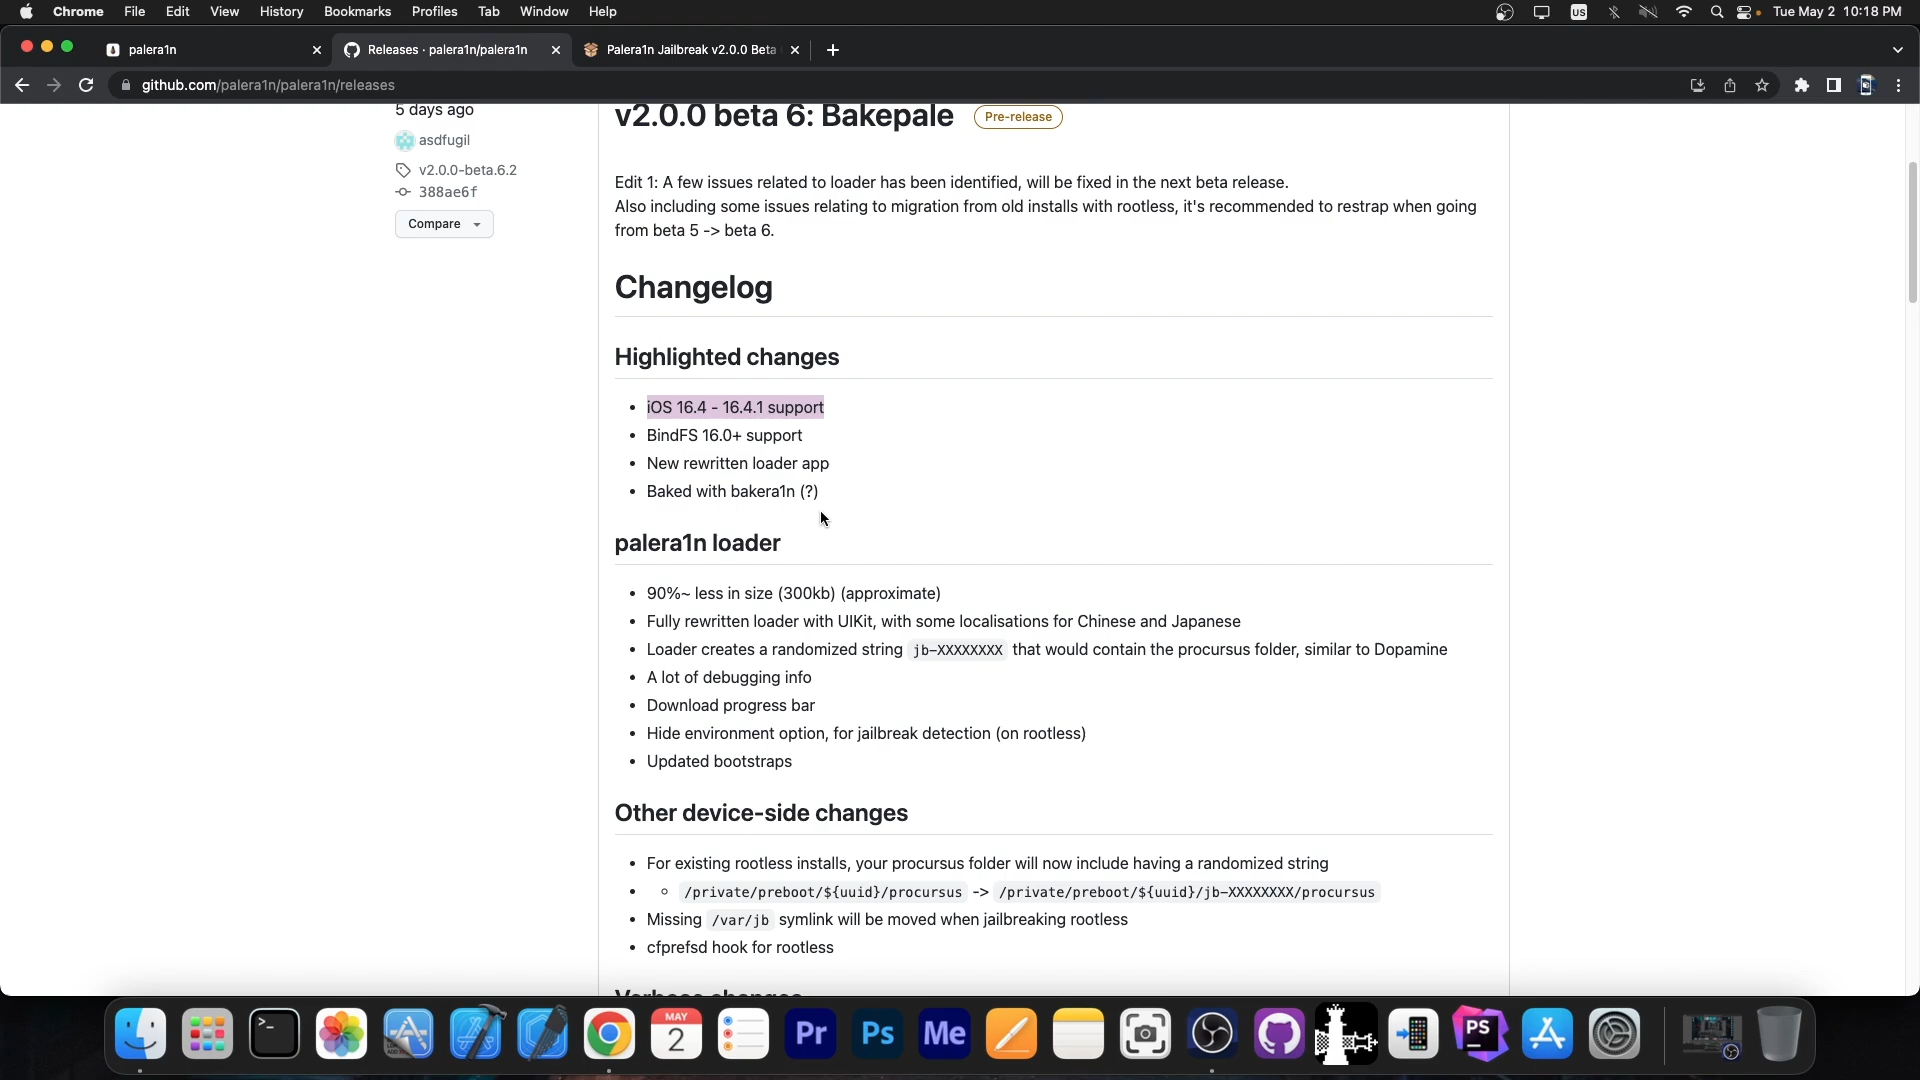 Chrome File Edit View History Bookmarks Profiles Tab Window Help US Tue May 2 10:18 PM
palera1n Releases · palera1n/palera1n Palera1n Jailbreak v2.0.0 Beta
github.com/palera1n/palera1n/releases
5 days ago
asdfugil
v2.0.0-beta.6.2
388ae6f
Compare
v2.0.0 beta 6: Bakepale Pre-release
Edit 1: A few issues related to loader has been identified, will be fixed in the next beta release.
Also including some issues relating to migration from old installs with rootless, it's recommended to restrap when going
from beta 5 -> beta 6.
Changelog
Highlighted changes
• iOS 16.4 - 16.4.1 support
• BindFS 16.0+ support
• New rewritten loader app
• Baked with bakera1n (?)
palera1n loader
• 90%~ less in size (300kb) (approximate)
• Fully rewritten loader with UIKit, with some localisations for Chinese and Japanese
• Loader creates a randomized string jb-XXXXXXXX that would contain the procursus folder, similar to Dopamine
• A lot of debugging info
• Download progress bar
• Hide environment option, for jailbreak detection (on rootless)
• Updated bootstraps
Other device-side changes
• For existing rootless installs, your procursus folder will now include having a randomized string
• ◦ /private/preboot/${uuid}/procursus -> /private/preboot/${uuid}/jb-XXXXXXXX/procursus
• Missing /var/jb symlink will be moved when jailbreaking rootless
• cfprefsd hook for rootless
Verbose changes
MAY
2
Pr Ps Me PS